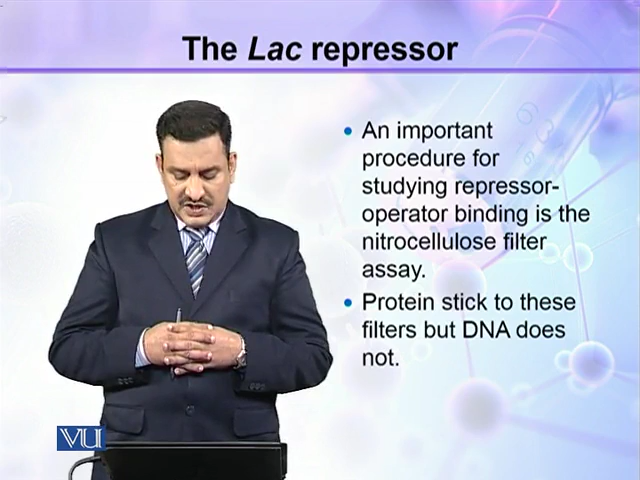 The Lac repressor
• An important
procedure for
studying repressor-
operator binding is the
nitrocellulose filter
assay.
• Protein stick to these
filters but DNA does
not.
VU